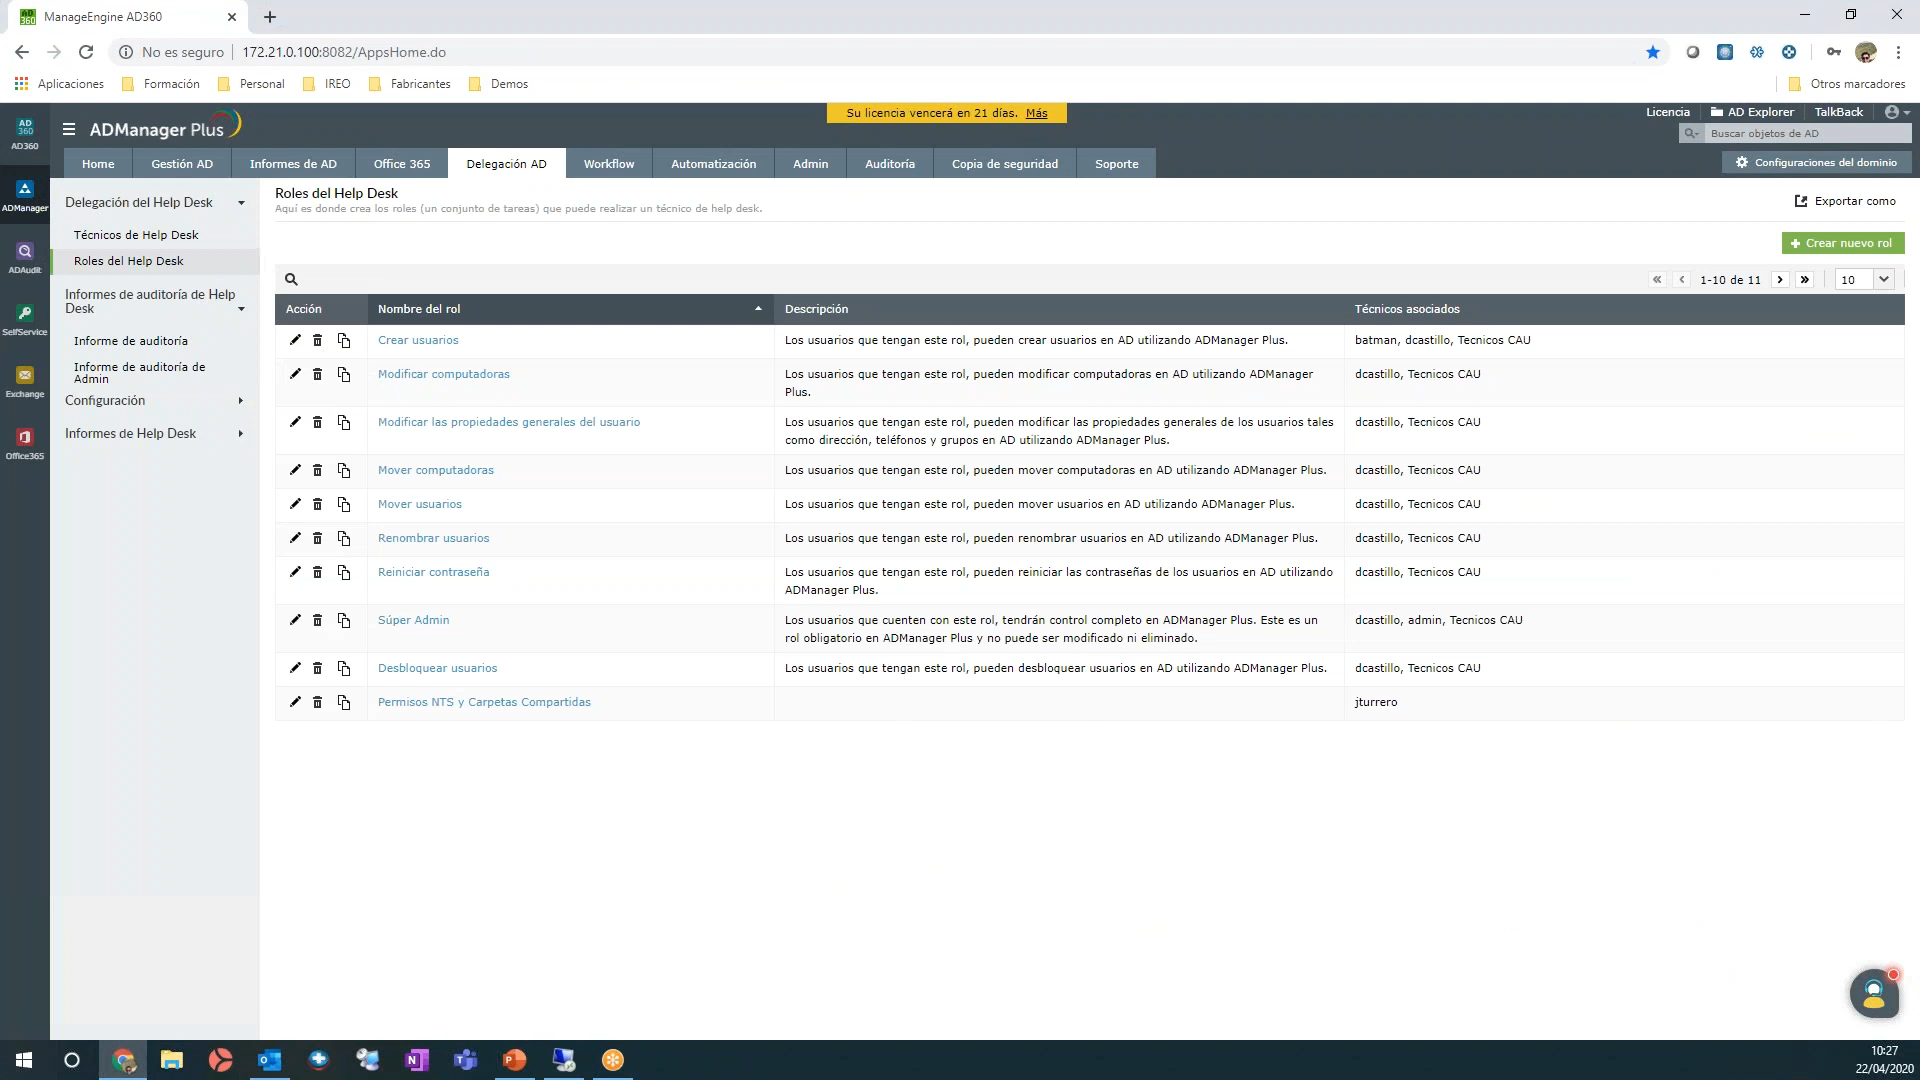 ManageEngine AD360
No es seguro
172.21.0.100:8082/AppsHome.do
Aplicaciones
Formación
Personal
IREO
Fabricantes
Demos
Otros marcadores
AD
360
AD360
ADManager Plus
Su licencia vencerá en 21 días. Más
Licencia
AD Explorer
TalkBack
Buscar objetos de AD
Home
Gestión AD
Informes de AD
Office 365
Delegación AD
Workflow
Automatización
Admin
Auditoría
Copia de seguridad
Soporte
Configuraciones del dominio
ADManager
ADAudit
SelfService
Exchange
Office365
Delegación del Help Desk
Técnicos de Help Desk
Roles del Help Desk
Informes de auditoría de Help
Desk
Informe de auditoría
Informe de auditoría de
Admin
Configuración
Informes de Help Desk
Roles del Help Desk
Aquí es donde crea los roles (un conjunto de tareas) que puede realizar un técnico de help desk.
Exportar como
Crear nuevo rol
1-10 de 11
10
Acción
Nombre del rol
Descripción
Técnicos asociados
Crear usuarios
Los usuarios que tengan este rol, pueden crear usuarios en AD utilizando ADManager Plus.
batman, dcastillo, Tecnicos CAU
Modificar computadoras
Los usuarios que tengan este rol, pueden modificar computadoras en AD utilizando ADManager
Plus.
dcastillo, Tecnicos CAU
Modificar las propiedades generales del usuario
Los usuarios que tengan este rol, pueden modificar las propiedades generales de los usuarios tales
como dirección, teléfonos y grupos en AD utilizando ADManager Plus.
dcastillo, Tecnicos CAU
Mover computadoras
Los usuarios que tengan este rol, pueden mover computadoras en AD utilizando ADManager Plus.
dcastillo, Tecnicos CAU
Mover usuarios
Los usuarios que tengan este rol, pueden mover usuarios en AD utilizando ADManager Plus.
dcastillo, Tecnicos CAU
Renombrar usuarios
Los usuarios que tengan este rol, pueden renombrar usuarios en AD utilizando ADManager Plus.
dcastillo, Tecnicos CAU
Reiniciar contraseña
Los usuarios que tengan este rol, pueden reiniciar las contraseñas de los usuarios en AD utilizando
ADManager Plus.
dcastillo, Tecnicos CAU
Súper Admin
Los usuarios que cuenten con este rol, tendrán control completo en ADManager Plus. Este es un
rol obligatorio en ADManager Plus y no puede ser modificado ni eliminado.
dcastillo, admin, Tecnicos CAU
Desbloquear usuarios
Los usuarios que tengan este rol, pueden desbloquear usuarios en AD utilizando ADManager Plus.
dcastillo, Tecnicos CAU
Permisos NTS y Carpetas Compartidas
jturrero
10:27
22/04/2020